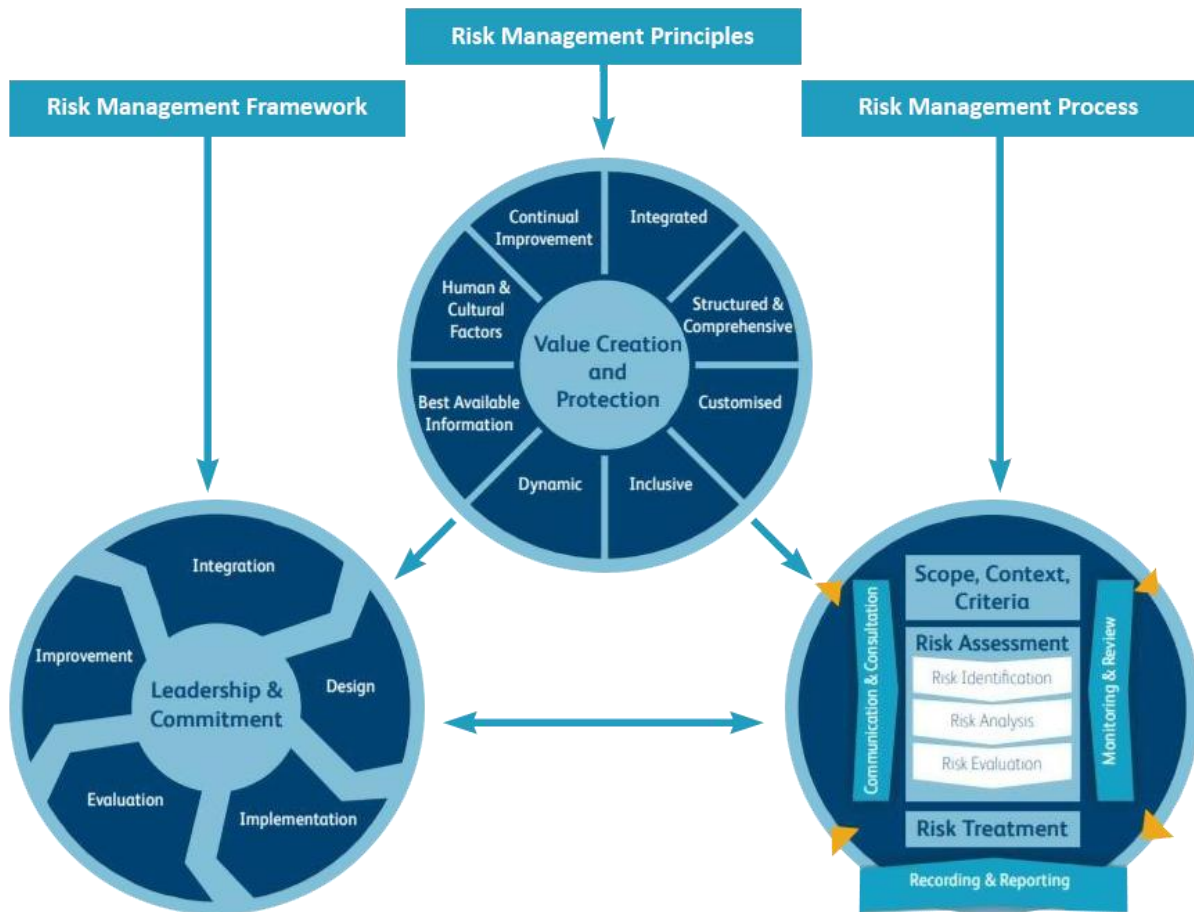 Risk Management Principles
Risk Management Framework
Risk Management Process
Continual
Improvement
Integrated
Human &
Cultural
Factors
Structured &
Comprehensive
Value Creation
and
Protection
Best Available
Information
Customised
Dynamic
Inclusive
Integration
Improvement
Design
Leadership &
Commitment
Evaluation
Implementation
Scope, Context,
Criteria
Communication & Consultation
Risk Assessment
Risk Identification
Risk Analysis
Risk Evaluation
Monitoring & Review
Risk Treatment
Recording & Reporting